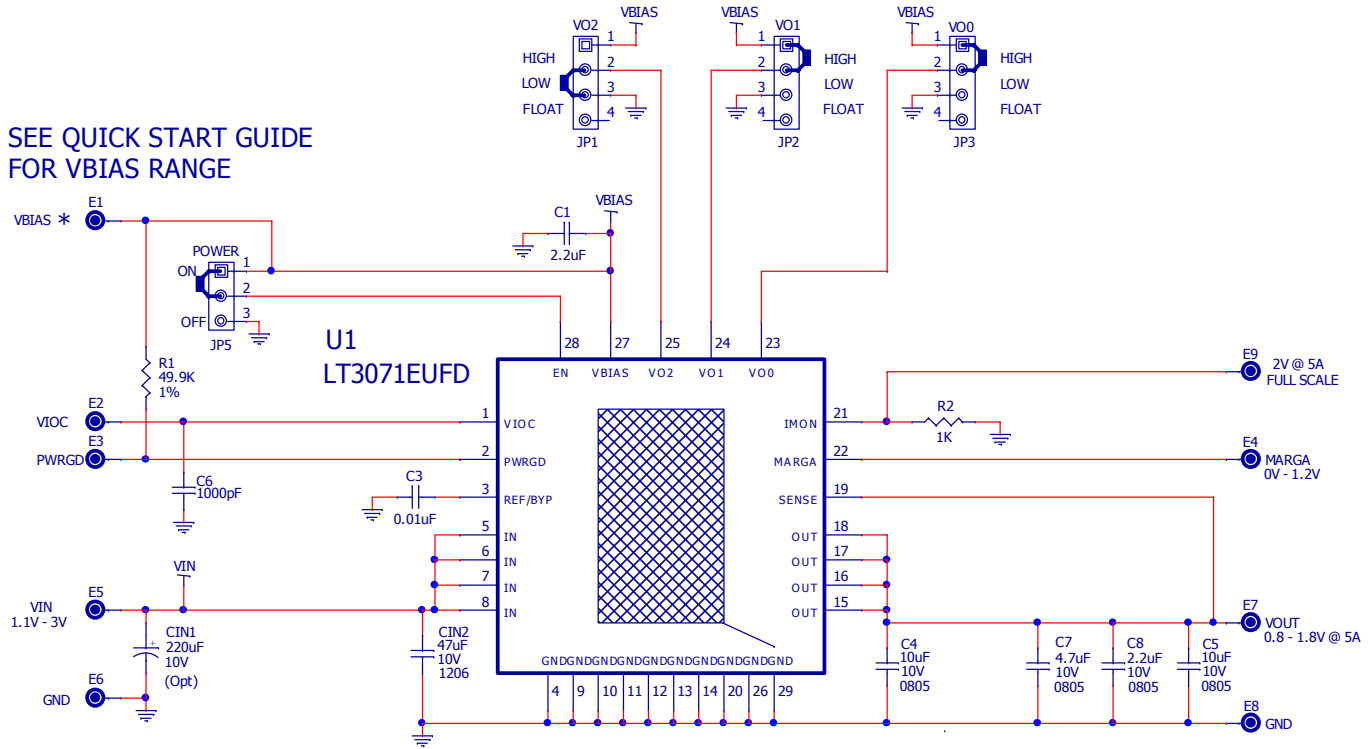 VBIAS
VBIAS
VBIAS
VO2
VO1
VO0
1
1
1
HIGH
HIGH
HIGH
2
2
2
LOW
LOW
LOW
3
3
3
FLOAT
FLOAT
FLOAT
4
4
4
JP1
JP2
JP3
SEE QUICK START GUIDE
FOR VBIAS RANGE
E1
VBIAS *
VBIAS
C1
2.2uF
POWER
ON
1
2
OFF
3
JP5
U1
LT3071EUFD
28
27
25
24
23
EN
VBIAS
VO2
VO1
VO0
R1
49.9K
1%
E9
2V @ 5A
FULL SCALE
E2
VIOC
1
VIOC
IMON
21
R2
1K
E3
PWRGD
2
PWRGD
MARGA
22
E4
MARGA
0V - 1.2V
C6
1000pF
C3
0.01uF
3
REF/BYP
SENSE
19
5
IN
OUT
18
6
IN
OUT
17
7
IN
OUT
16
8
IN
OUT
15
VIN
E5
VIN
1.1V - 3V
E7
VOUT
0.8 - 1.8V @ 5A
CIN1
+
220uF
10V
(Opt)
CIN2
47uF
10V
1206
C4
10uF
10V
0805
C7
4.7uF
10V
0805
C8
2.2uF
10V
0805
C5
10uF
10V
0805
GNDGNDGNDGNDGNDGNDGNDGNDGNDGND
4
9
10
11
12
13
14
20
26
29
E6
GND
E8
GND